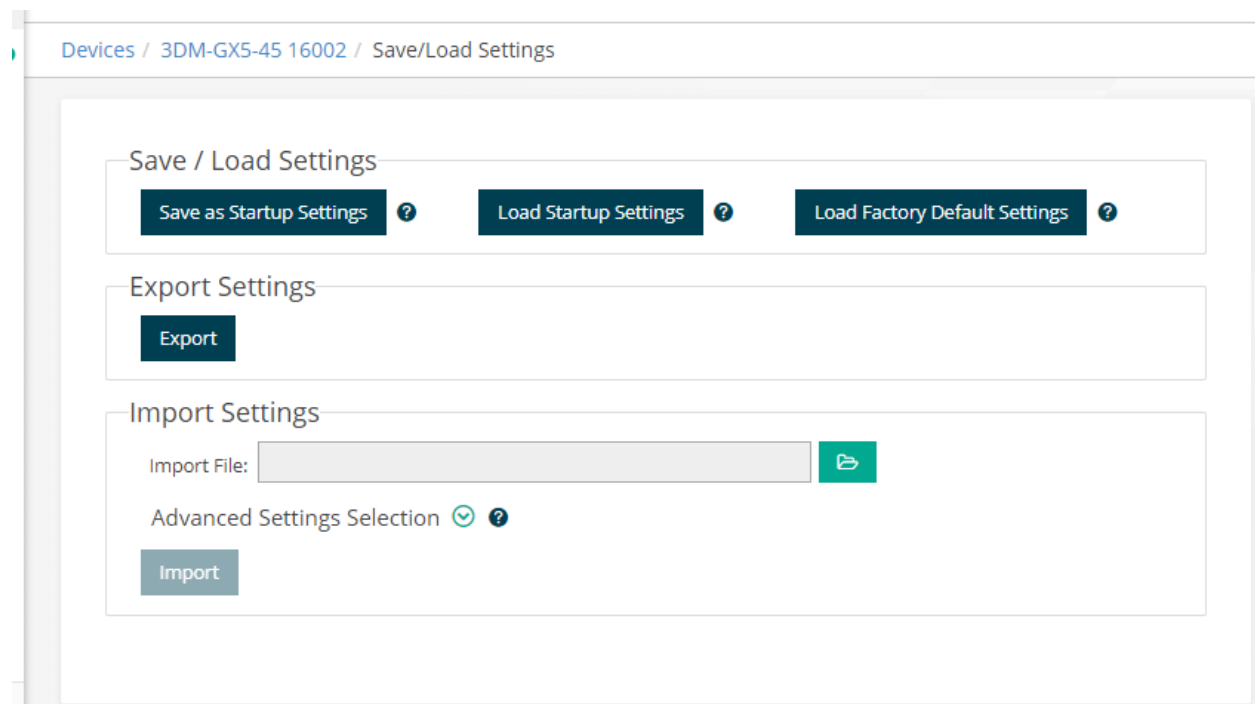 Devices / 3DM-GX5-45 16002 / Save/Load Settings
Save / Load Settings
Save as Startup Settings ? Load Startup Settings ? Load Factory Default Settings ?
Export Settings
Export
Import Settings
Import File:
Advanced Settings Selection ?
Import